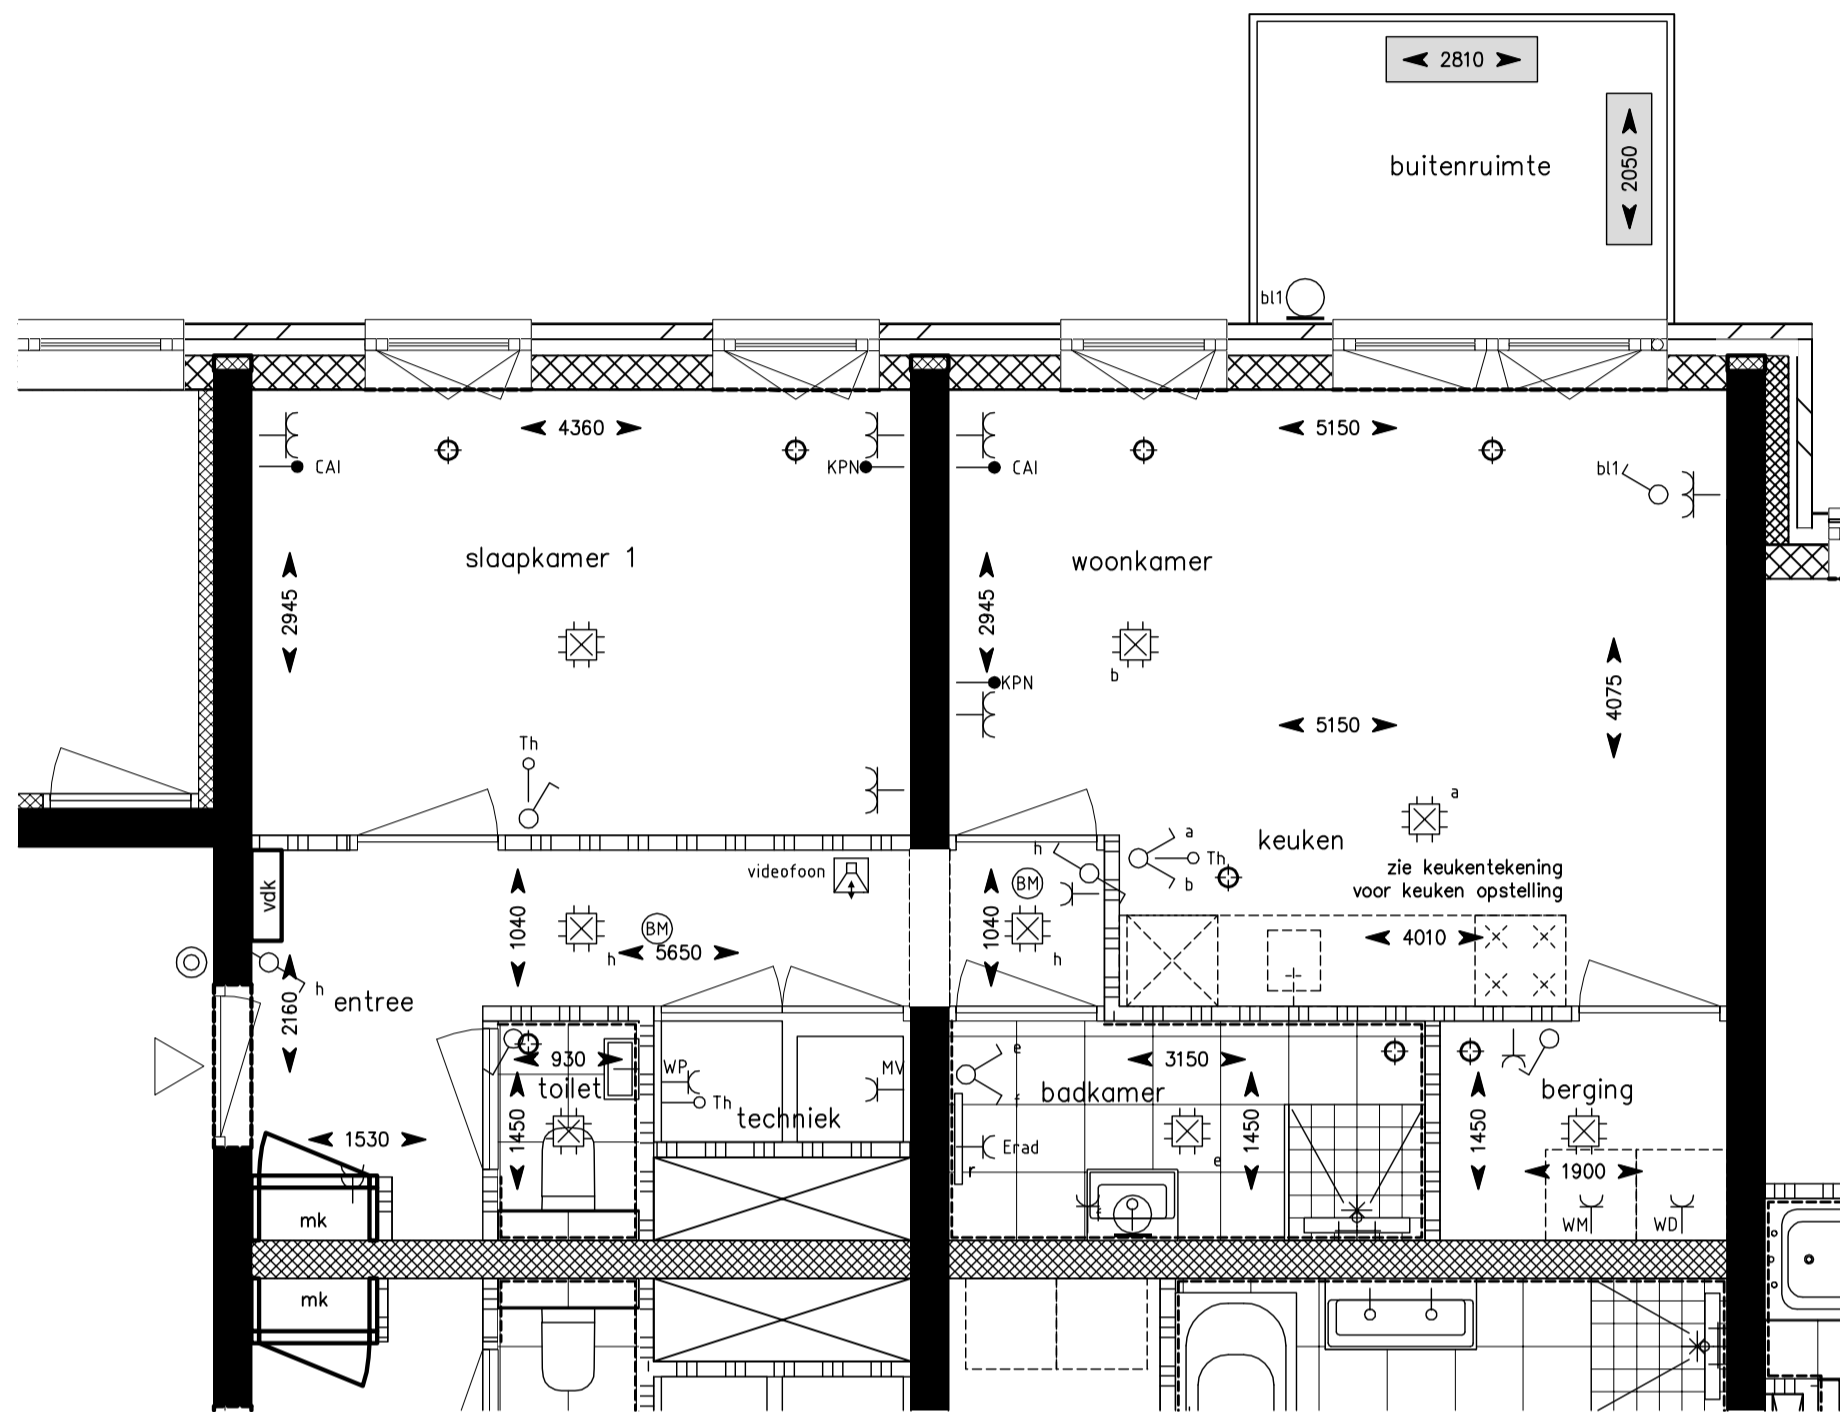 2810
2050
buitenruimte
bl1
4360
5150
CAI
KPN
CAI
bl1
slaapkamer 1
woonkamer
2945
2945
b
KPN
4075
5150
Th
a
keuken
a
Th
b
zie keukentekening
voor keuken opstelling
videofoon
h
BM
vdk
1040
BM
h
5650
1040
h
4010
h
2160
entree
930
toilet
1450
WP
Th
MV
techniek
e
f
3150
badkamer
1450
Erad
r
e
f
berging
1450
1900
WM
WD
1530
mk
mk